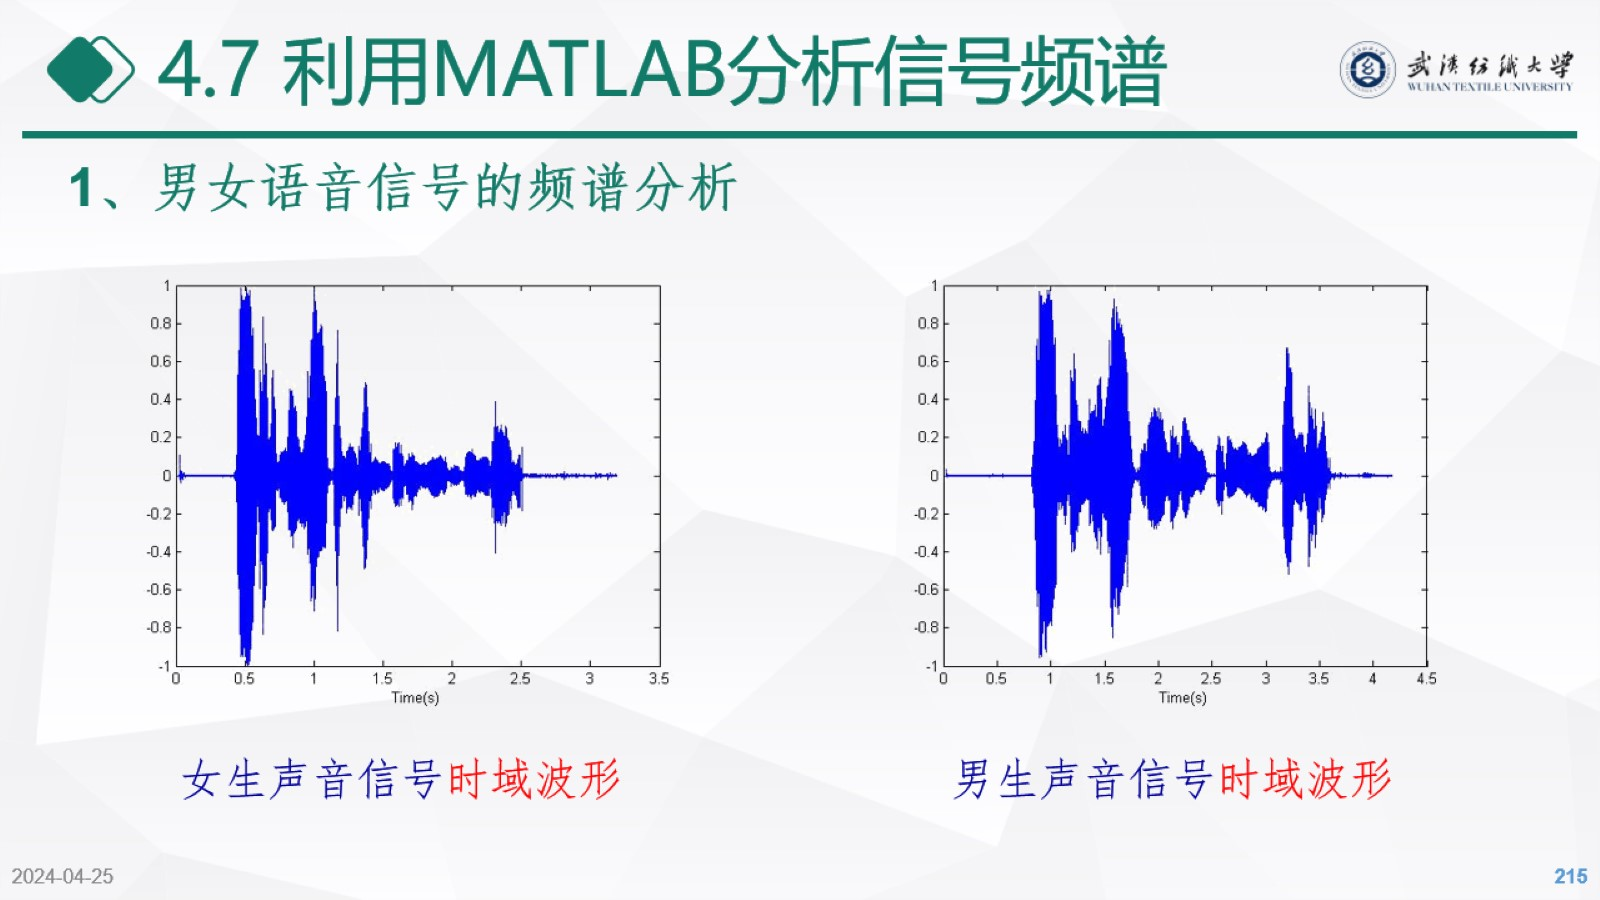 4.7 利用MATLAB分析信号频谱
武汉纺织大学
WUHAN TEXTILE UNIVERSITY
1、男女语音信号的频谱分析
1
0.8
0.6
0.4
0.2
0
-0.2
-0.4
-0.6
-0.8
-1
0 0.5 1 1.5 2 2.5 3 3.5
Time(s)
1
0.8
0.6
0.4
0.2
0
-0.2
-0.4
-0.6
-0.8
-1
0 0.5 1 1.5 2 2.5 3 3.5 4 4.5
Time(s)
女生声音信号时域波形
男生声音信号时域波形
2024-04-25
215